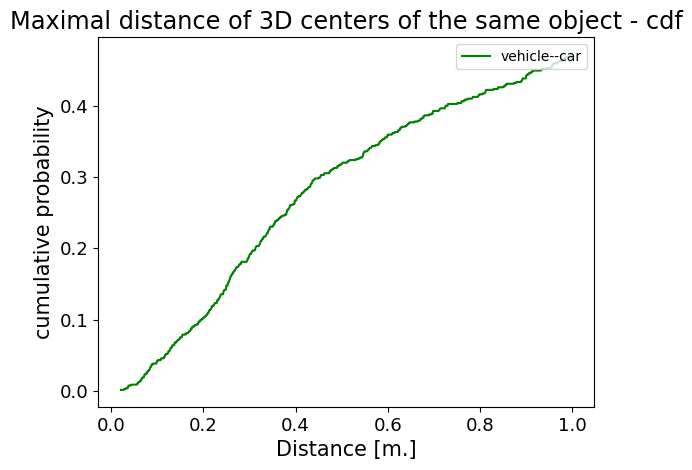 Maximal distance of 3D centers of the same object - cdf
vehicle--car
cumulative probability
0.4
0.3
0.2
0.1
0.0
0.0 0.2 0.4 0.6 0.8 1.0
Distance [m.]